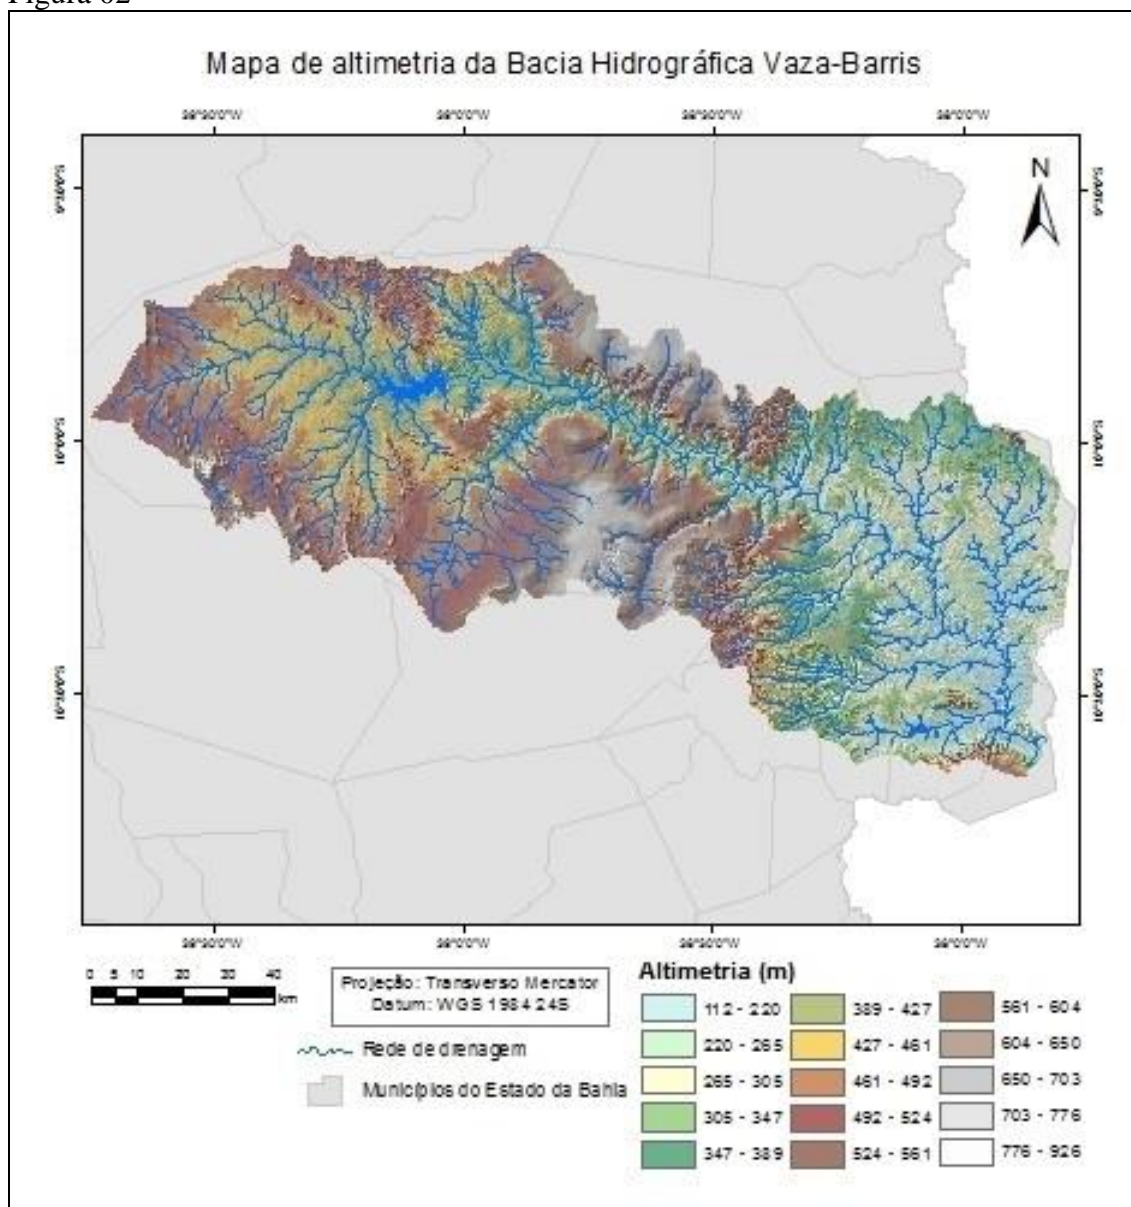 Figura 02
Mapa de altimetria da Bacia Hidrográfica Vaza-Barris
N
0 5 10 20 30 40
km
Projeção: Transverso Mercator
Datum: WGS 1984 24S
Rede de drenagem
Municípios do Estado da Bahia
Altimetria (m)
112 - 220
220 - 265
265 - 305
305 - 347
347 - 389
389 - 427
427 - 461
461 - 492
492 - 524
524 - 561
561 - 604
604 - 650
650 - 703
703 - 776
776 - 926